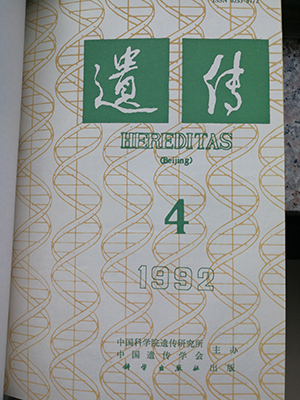 遗传
HEREDITAS
(Beijing)
4
1992
中国科学院遗传研究所
中国遗传学会
主办
科学出版社 出版